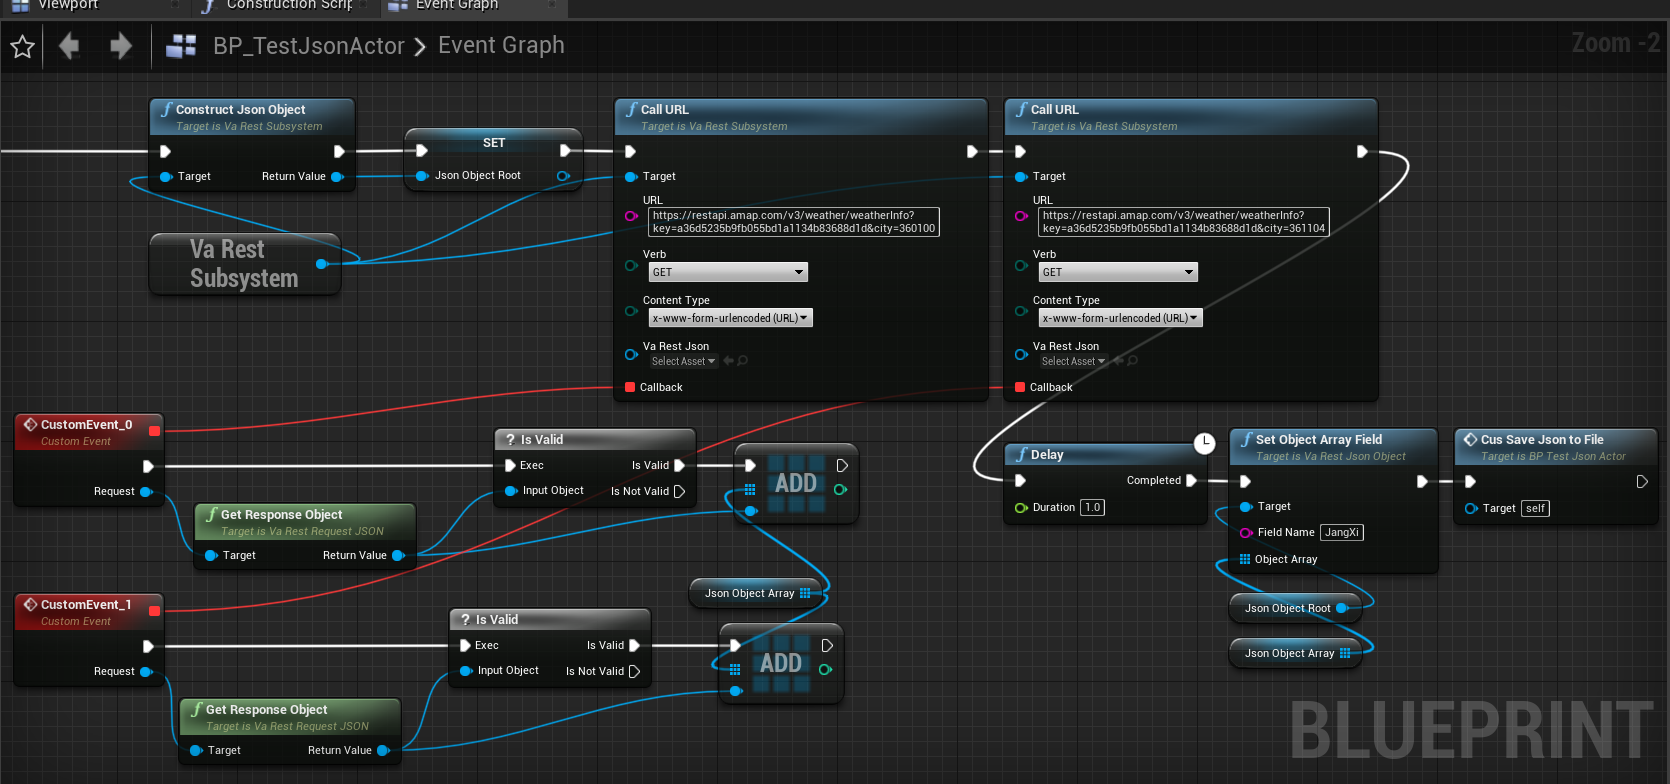 Viewport
Construction Scrip
Event Graph
BP_TestJsonActor
Event Graph
Zoom -2
Construct Json Object
Target is Va Rest Subsystem
Target
Return Value
SET
Json Object Root
Va Rest
Subsystem
Call URL
Target is Va Rest Subsystem
Target
URL
https://restapi.amap.com/v3/weather/weatherInfo?
key=a36d5235b9fb055bd1a1134b83688d1d&city=360100
Verb
GET
Content Type
x-www-form-urlencoded (URL)
Va Rest Json
Select Asset
Callback
Call URL
Target is Va Rest Subsystem
Target
URL
https://restapi.amap.com/v3/weather/weatherInfo?
key=a36d5235b9fb055bd1a1134b83688d1d&city=361104
Verb
GET
Content Type
x-www-form-urlencoded (URL)
Va Rest Json
Select Asset
Callback
CustomEvent_0
Custom Event
Request
Get Response Object
Target is Va Rest Request JSON
Target
Return Value
? Is Valid
Exec
Is Valid
Input Object
Is Not Valid
ADD
Json Object Array
CustomEvent_1
Custom Event
Request
Get Response Object
Target is Va Rest Request JSON
Target
Return Value
? Is Valid
Exec
Is Valid
Input Object
Is Not Valid
ADD
Delay
Completed
Duration 1.0
Set Object Array Field
Target is Va Rest Json Object
Target
Field Name JangXi
Object Array
Json Object Root
Json Object Array
Cus Save Json to File
Target is BP Test Json Actor
Target self
BLUEPRINT